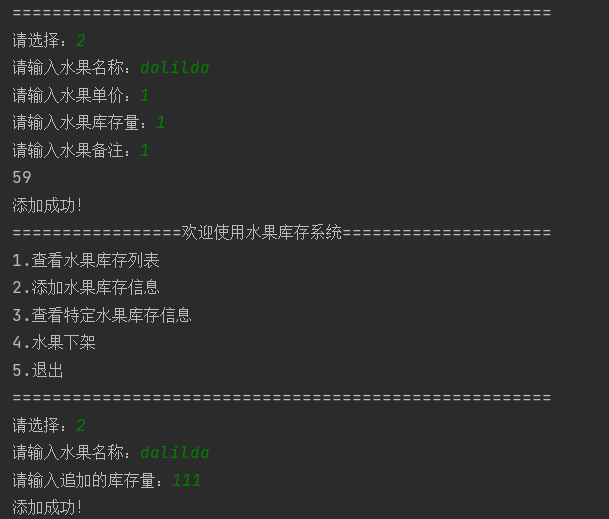 ======================================================
请选择：2
请输入水果名称：dalilda
请输入水果单价：1
请输入水果库存量：1
请输入水果备注：1
59
添加成功！
=================欢迎使用水果库存系统=====================
1.查看水果库存列表
2.添加水果库存信息
3.查看特定水果库存信息
4.水果下架
5.退出
======================================================
请选择：2
请输入水果名称：dalilda
请输入追加的库存量：111
添加成功！